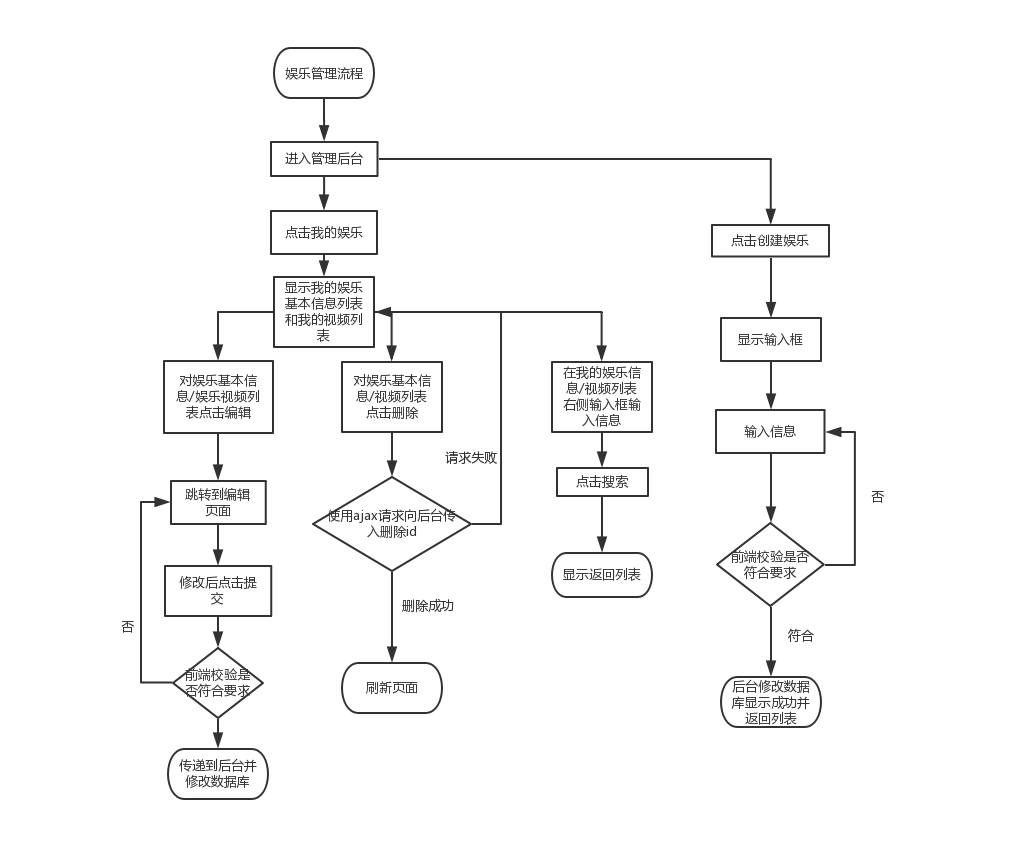 娱乐管理流程
进入管理后台
点击我的娱乐
点击创建娱乐
显示我的娱乐
基本信息列表
和我的视频列
表
显示输入框
对娱乐基本信
息/娱乐视频列
表点击编辑
对娱乐基本信
息/视频列表
点击删除
在我的娱乐信
息/视频列表
右侧输入框输
入信息
输入信息
请求失败
点击搜索
跳转到编辑
页面
否
使用ajax请求向后台传
入删除id
前端校验是否
符合要求
显示返回列表
修改后点击提
交
删除成功
否
符合
前端校验是
否符合要求
刷新页面
后台修改数据
库显示成功并
返回列表
传递到后台并
修改数据库